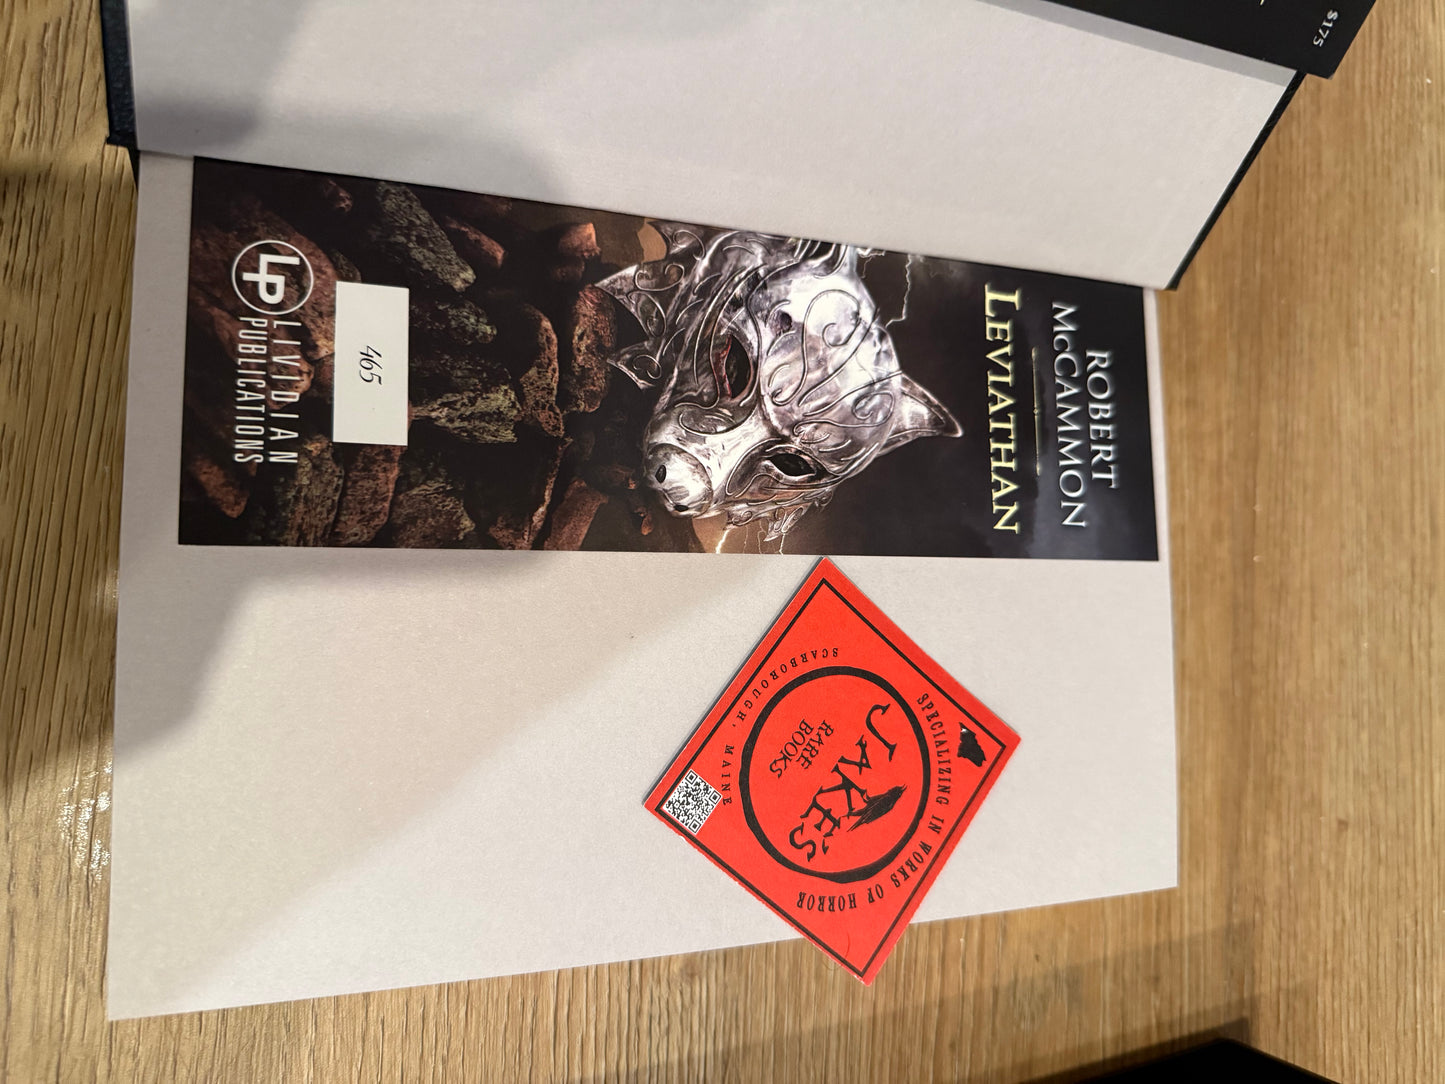 $175
ROBERT
McCAMMON
LEVIATHAN
465
LP
LIVIDIAN
PUBLICATIONS
SPECIALIZING IN WORKS OF HORROR
JAKE'S
RARE
BOOKS
SCARBOROUGH, MAINE